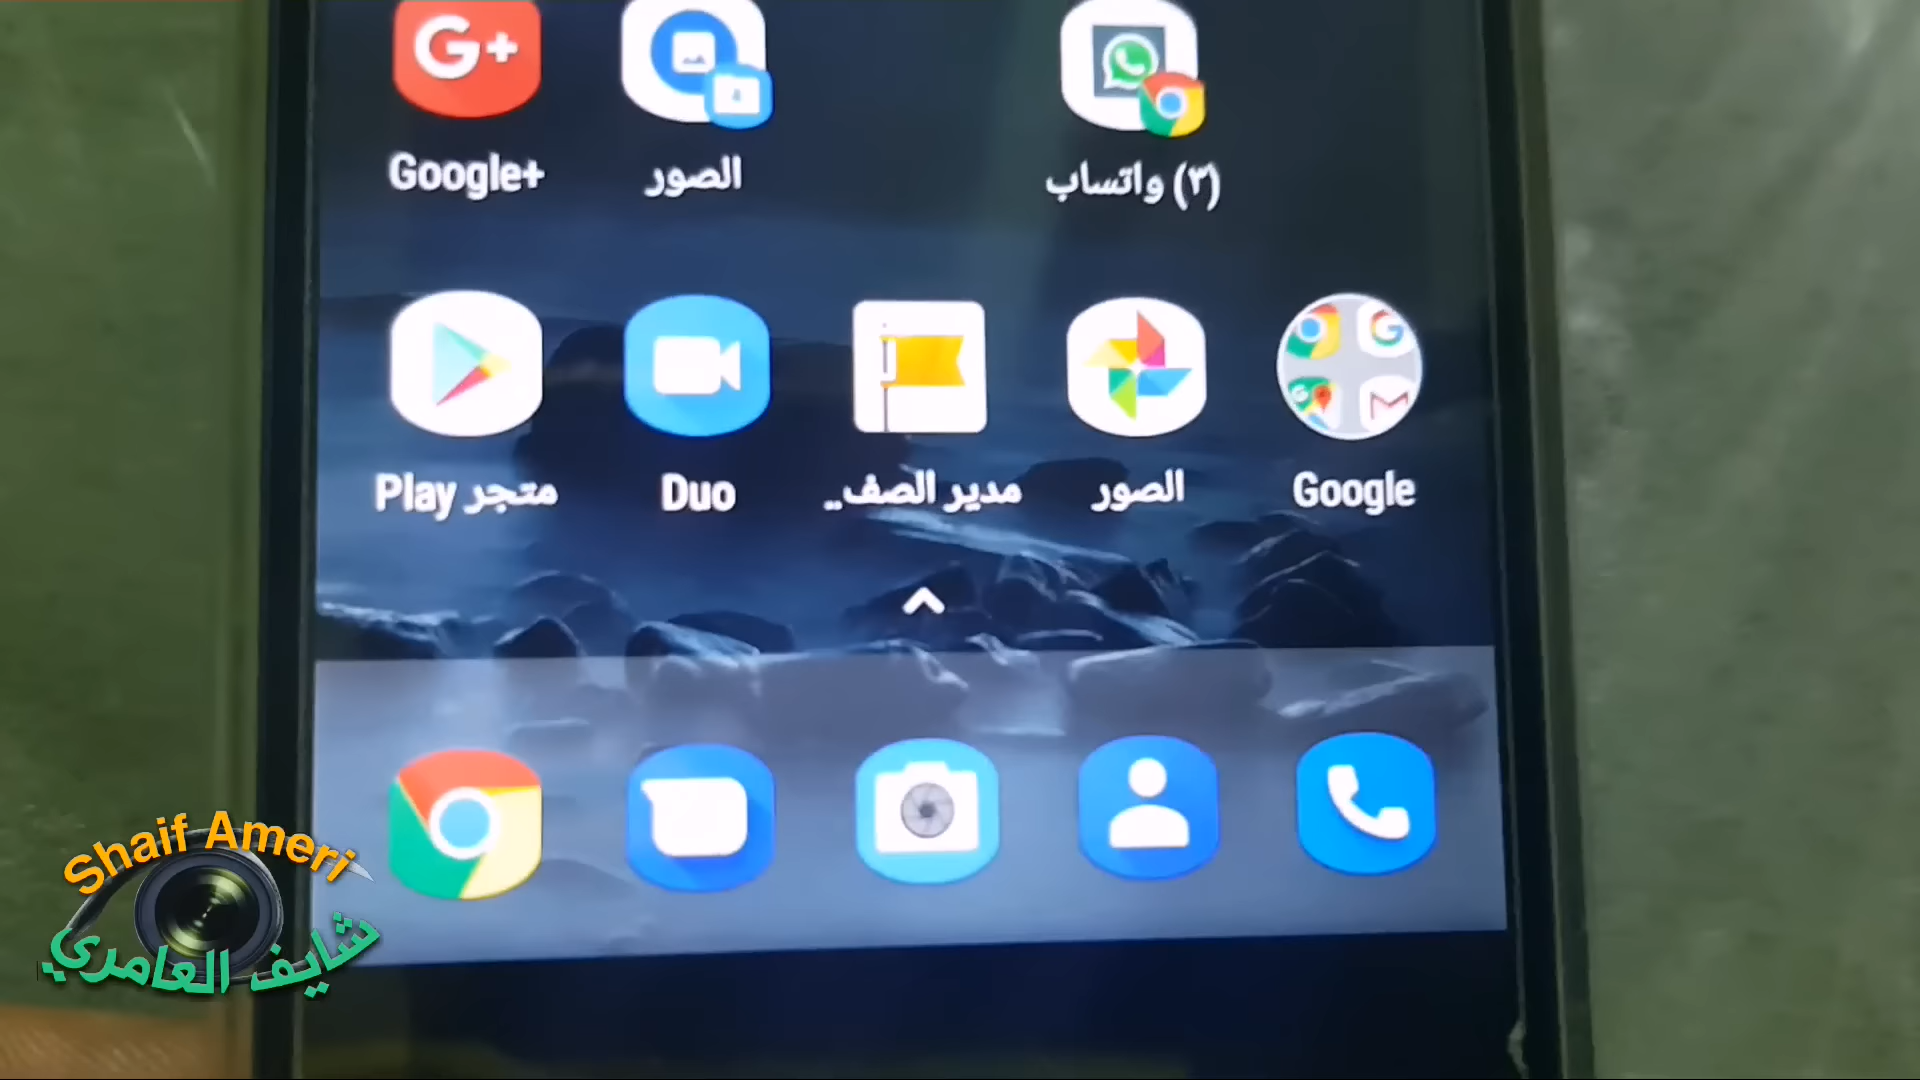 (٣) واتساب
الصور
Google+
Google
الصور
مدير الصف..
Duo
متجر Play
Shaif Ameri
شايف العامري